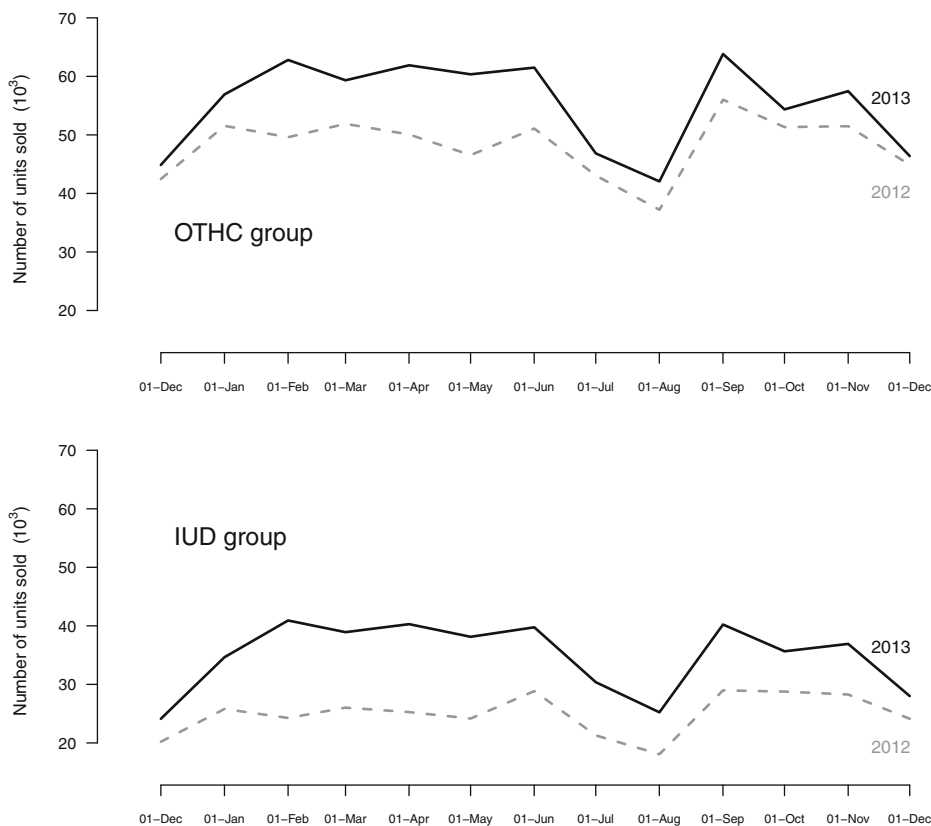 70
60
50
40
30
20
Number of units sold (10³)
2013
2012
OTHC group
01–Dec 01–Jan 01–Feb 01–Mar 01–Apr 01–May 01–Jun 01–Jul 01–Aug 01–Sep 01–Oct 01–Nov 01–Dec
70
60
50
40
30
20
Number of units sold (10³)
IUD group
2013
2012
01–Dec 01–Jan 01–Feb 01–Mar 01–Apr 01–May 01–Jun 01–Jul 01–Aug 01–Sep 01–Oct 01–Nov 01–Dec